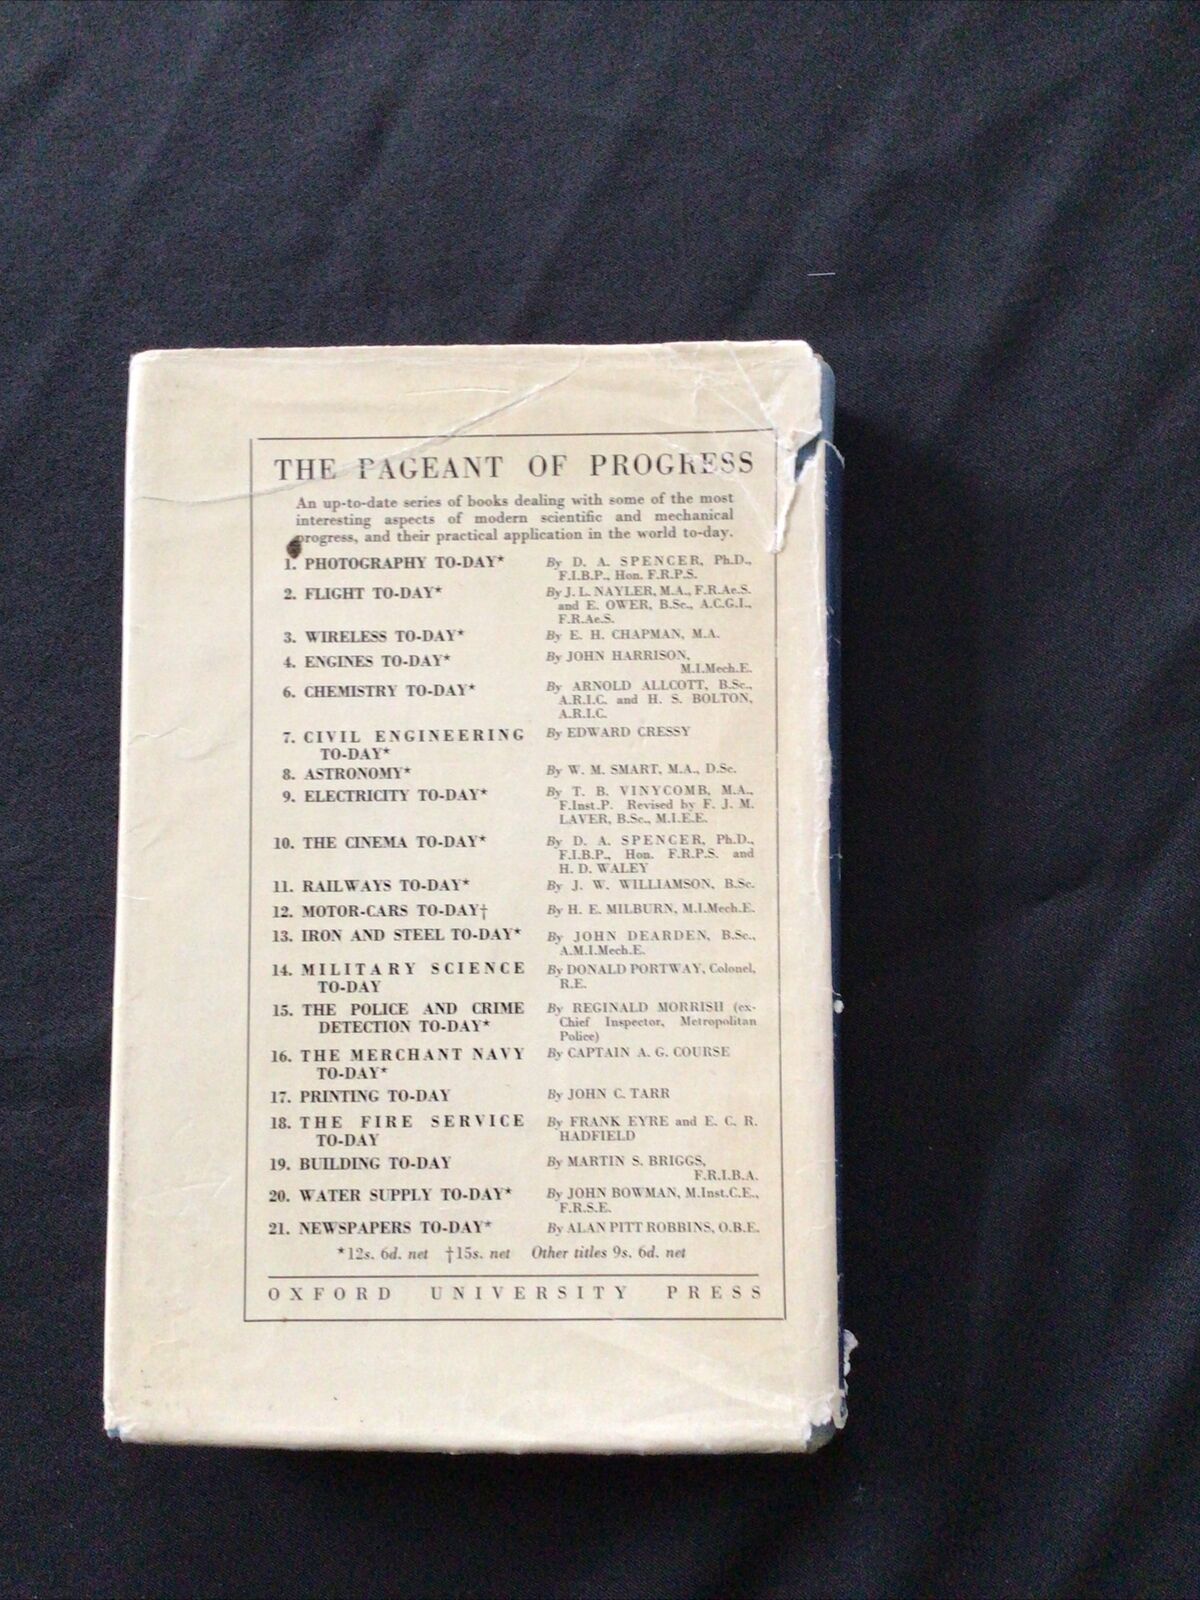 THE PAGEANT OF PROGRESS
An up-to-date series of books dealing with some of the most
interesting aspects of modern scientific and mechanical
progress, and their practical application in the world to-day.
1. PHOTOGRAPHY TO-DAY* By D. A. SPENCER, Ph.D.,
F.I.B.P., Hon. F.R.P.S.
2. FLIGHT TO-DAY* By J. L. NAYLER, M.A., F.R.Ae.S.
and E. OWER, B.Sc., A.C.G.I.,
F.R.Ae.S.
3. WIRELESS TO-DAY* By E. H. CHAPMAN, M.A.
4. ENGINES TO-DAY* By JOHN HARRISON,
M.I.Mech.E.
6. CHEMISTRY TO-DAY* By ARNOLD ALLCOTT, B.Sc.,
A.R.I.C. and H. S. BOLTON,
A.R.I.C.
7. CIVIL ENGINEERING By EDWARD CRESSY
TO-DAY*
8. ASTRONOMY* By W. M. SMART, M.A., D.Sc.
9. ELECTRICITY TO-DAY* By T. B. VINYCOMB, M.A.,
F.Inst.P. Revised by F. J. M.
LAVER, B.Sc., M.I.E.E.
10. THE CINEMA TO-DAY* By D. A. SPENCER, Ph.D.,
F.I.B.P., Hon. F.R.P.S. and
H. D. WALEY
11. RAILWAYS TO-DAY* By J. W. WILLIAMSON, B.Sc.
12. MOTOR-CARS TO-DAY† By H. E. MILBURN, M.I.Mech.E.
13. IRON AND STEEL TO-DAY* By JOHN DEARDEN, B.Sc.,
A.M.I.Mech.E.
14. MILITARY SCIENCE By DONALD PORTWAY, Colonel,
TO-DAY R.E.
15. THE POLICE AND CRIME By REGINALD MORRISH (ex-
DETECTION TO-DAY* Chief Inspector, Metropolitan
Police)
16. THE MERCHANT NAVY By CAPTAIN A. G. COURSE
TO-DAY*
17. PRINTING TO-DAY By JOHN C. TARR
18. THE FIRE SERVICE By FRANK EYRE and E. C. R.
TO-DAY HADFIELD
19. BUILDING TO-DAY By MARTIN S. BRIGGS,
F.R.I.B.A.
20. WATER SUPPLY TO-DAY* By JOHN BOWMAN, M.Inst.C.E.,
F.R.S.E.
21. NEWSPAPERS TO-DAY* By ALAN PITT ROBBINS, O.B.E.
*12s. 6d. net †15s. net Other titles 9s. 6d. net
OXFORD UNIVERSITY PRESS